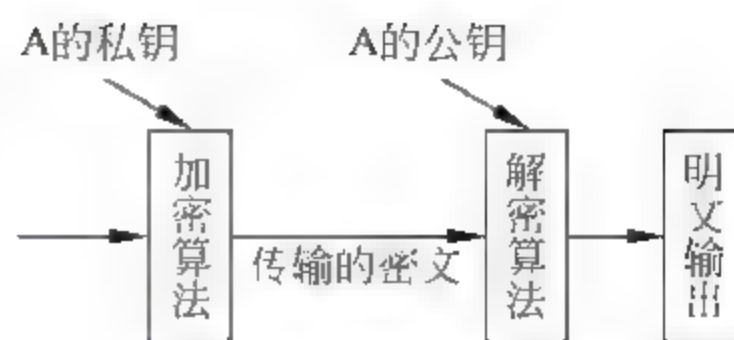 A的私钥
A的公钥
加密算法
传输的密文
解密算法
明文输出